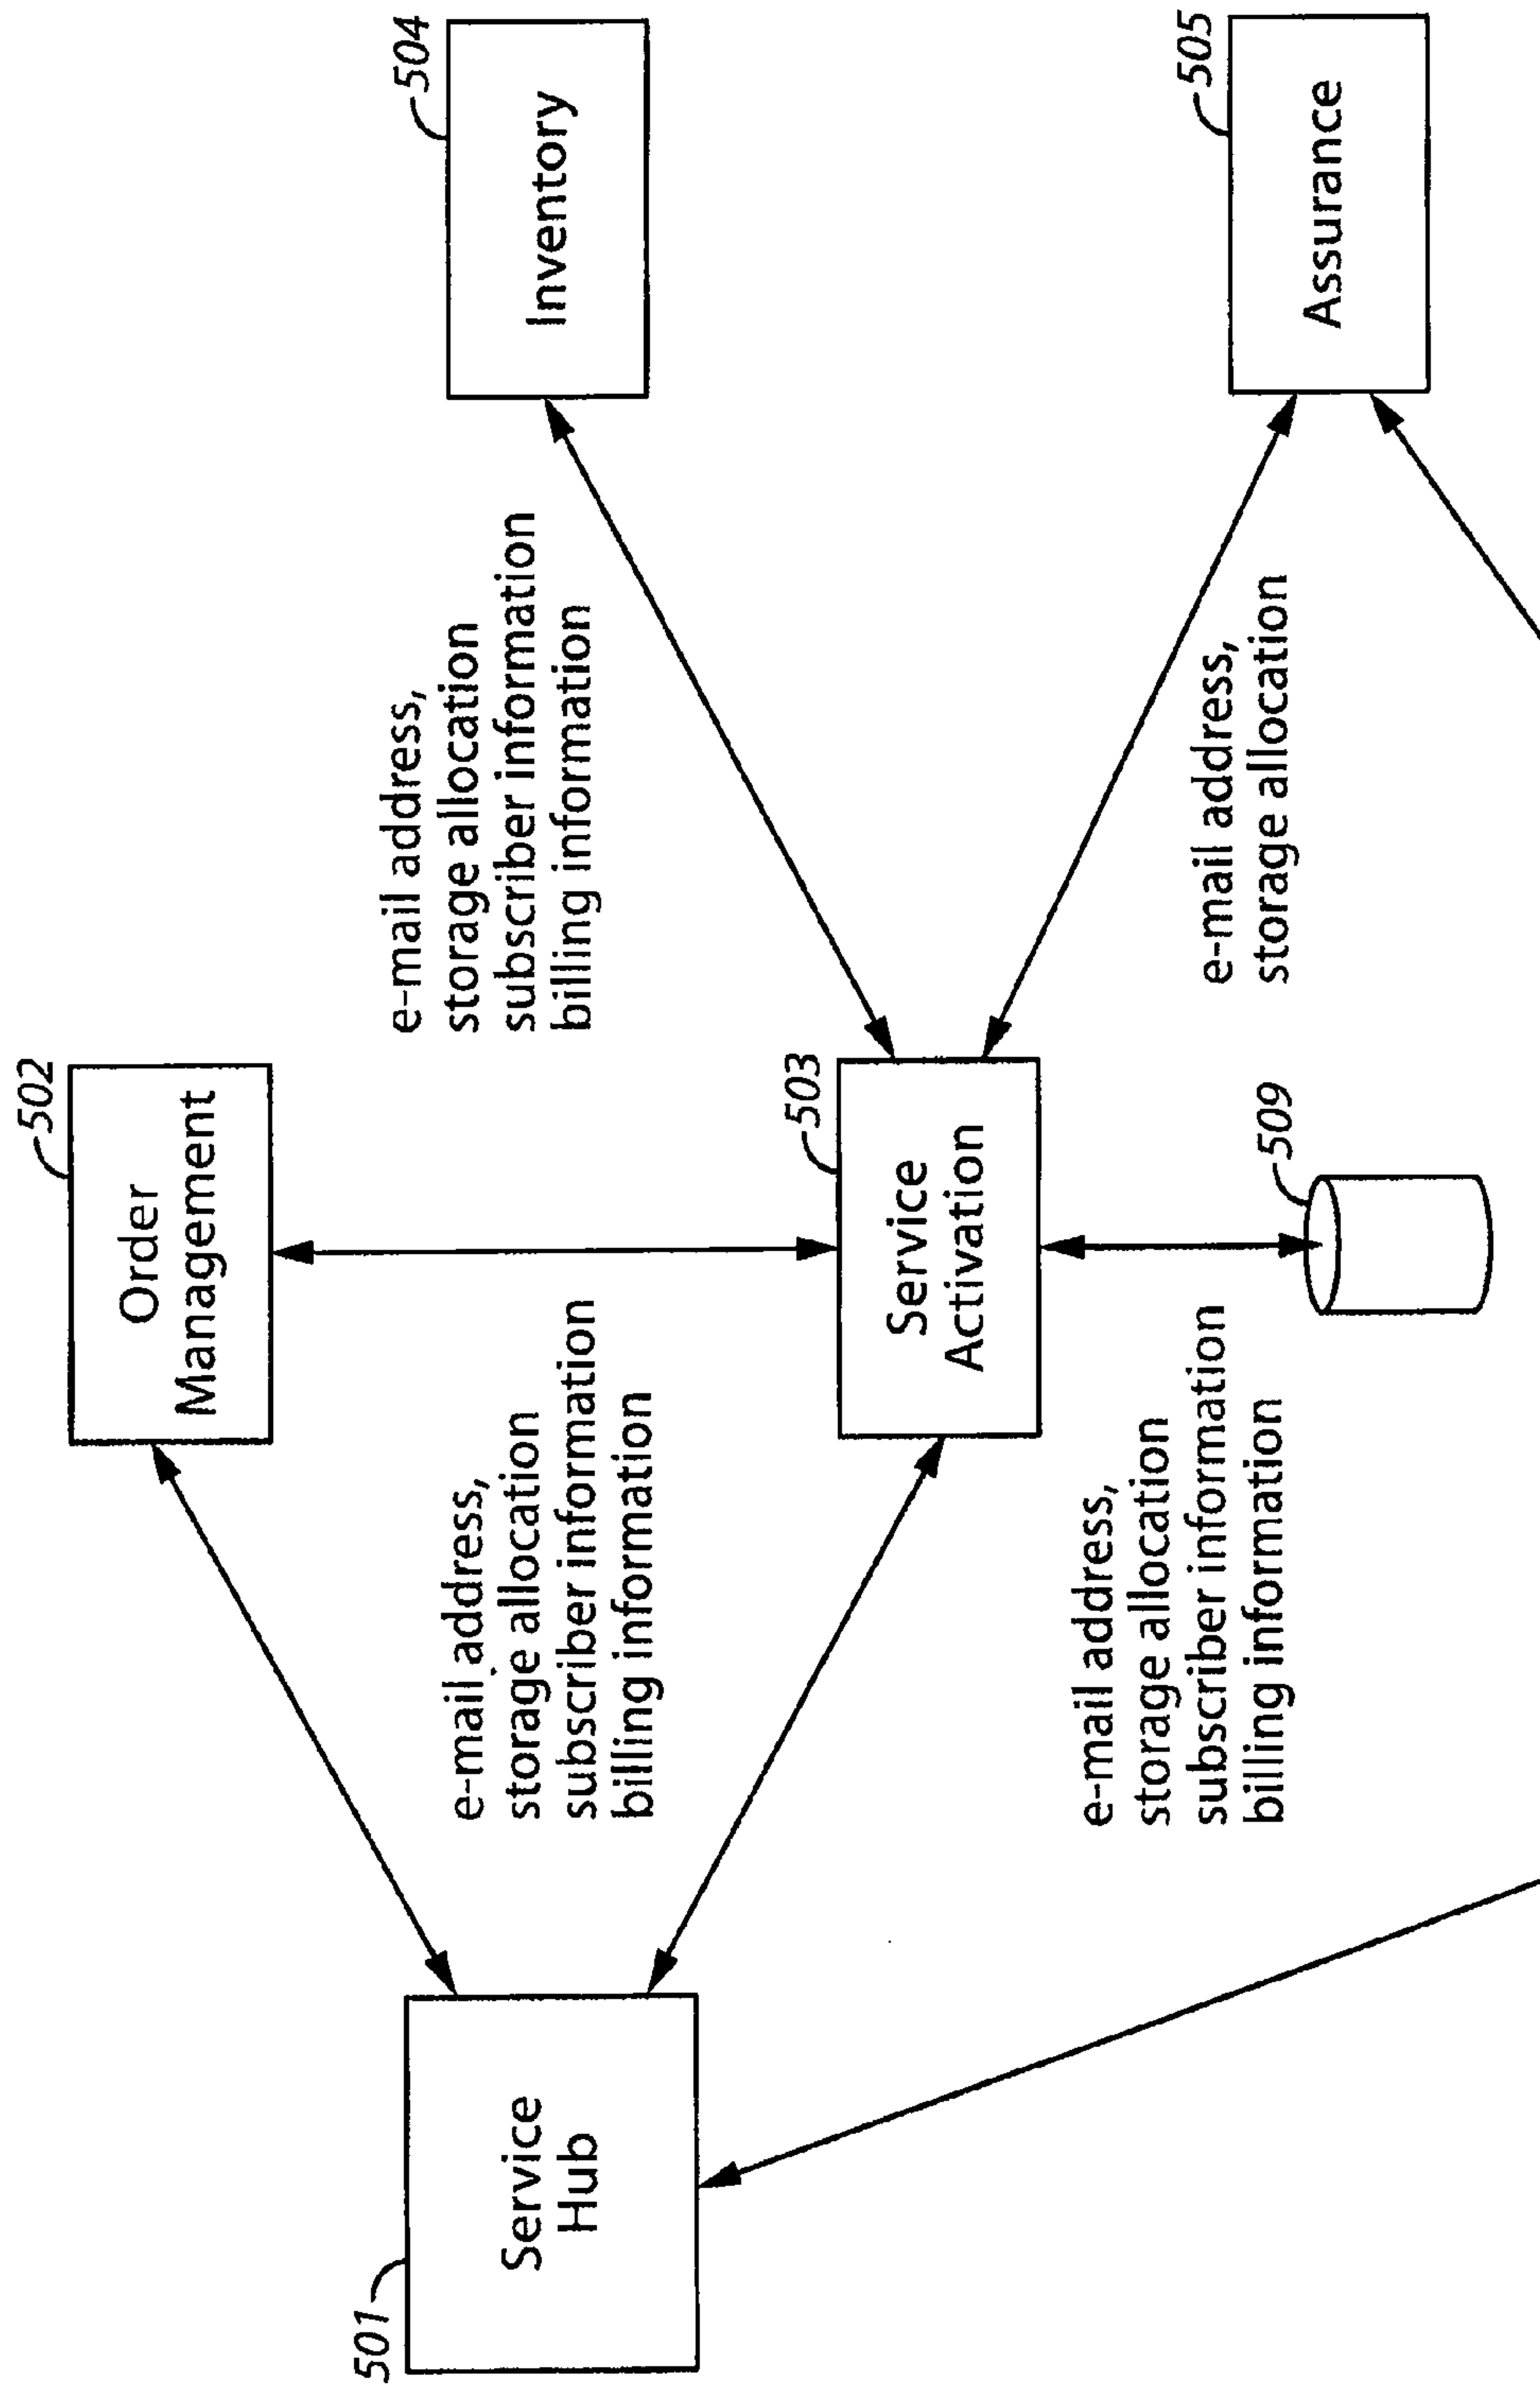 502
Order
Management
504
Inventory
e-mail address,
storage allocation
subscriber information
billing information
e-mail address,
storage allocation
subscriber information
billing information
501
Service
Hub
503
Service
Activation
505
Assurance
e-mail address,
storage allocation
e-mail address,
storage allocation
subscriber information
billing information
509